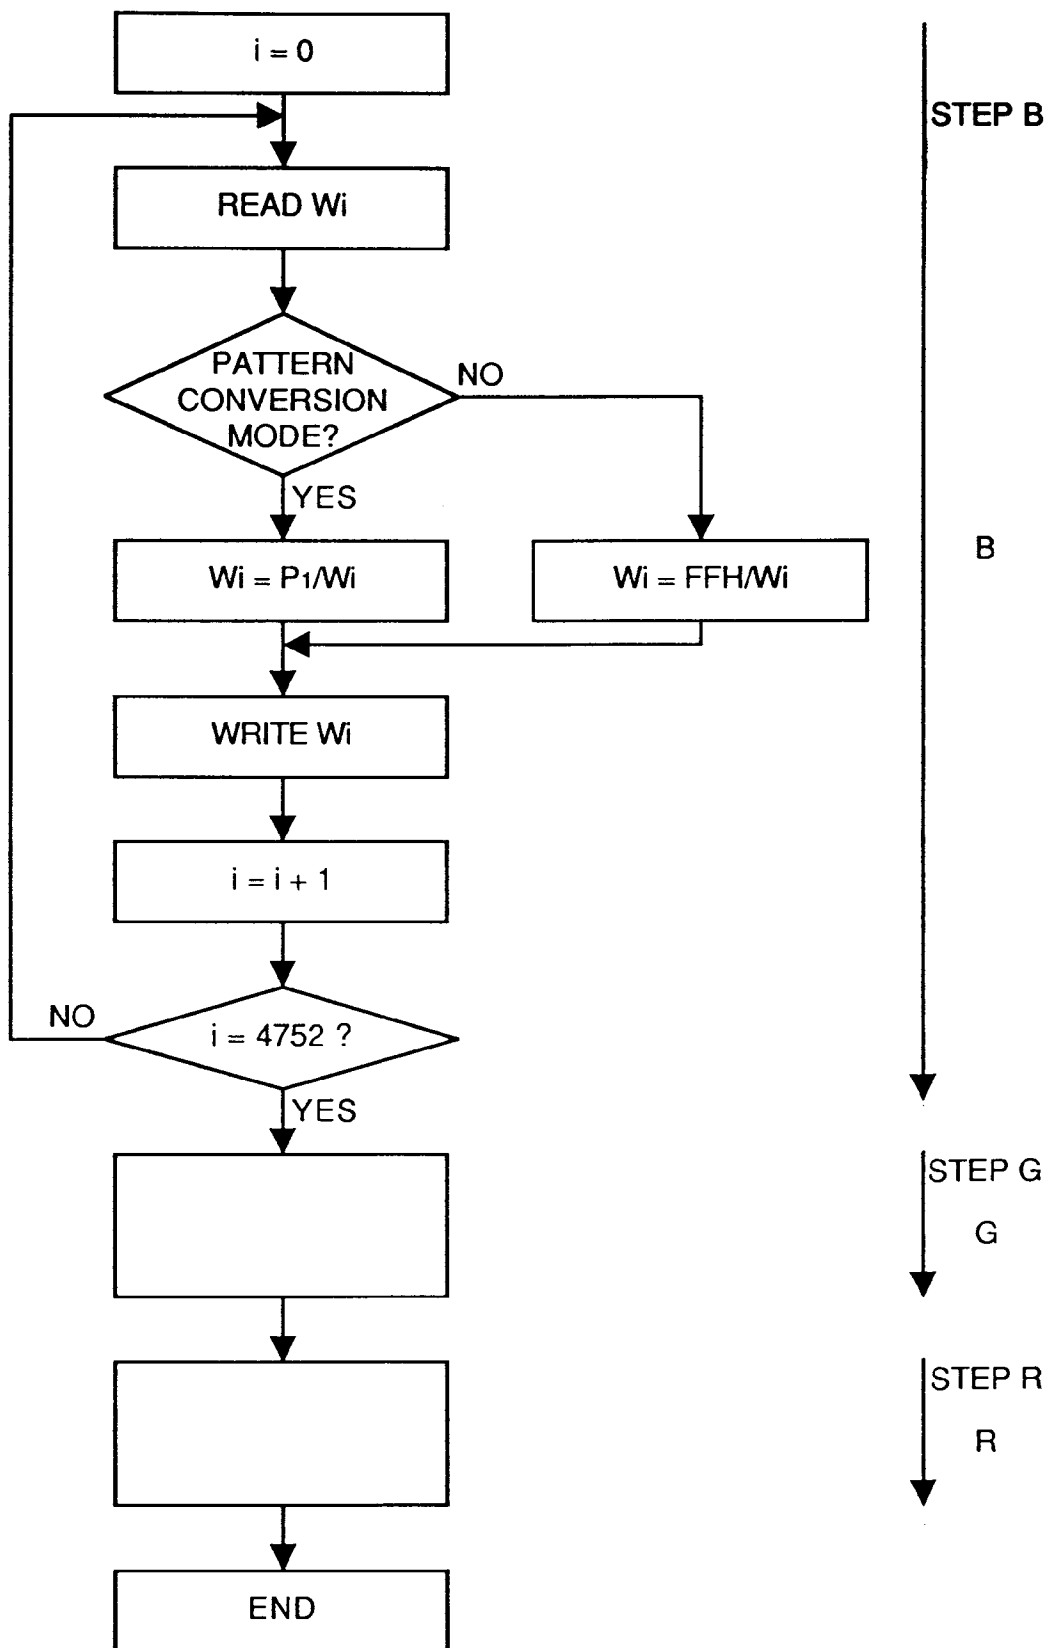 i = 0
STEP B
READ Wi
PATTERN
CONVERSION
MODE?
NO
YES
Wi = P1/Wi
Wi = FFH/Wi
B
WRITE Wi
i = i + 1
NO
i = 4752 ?
YES
STEP G
G
STEP R
R
END